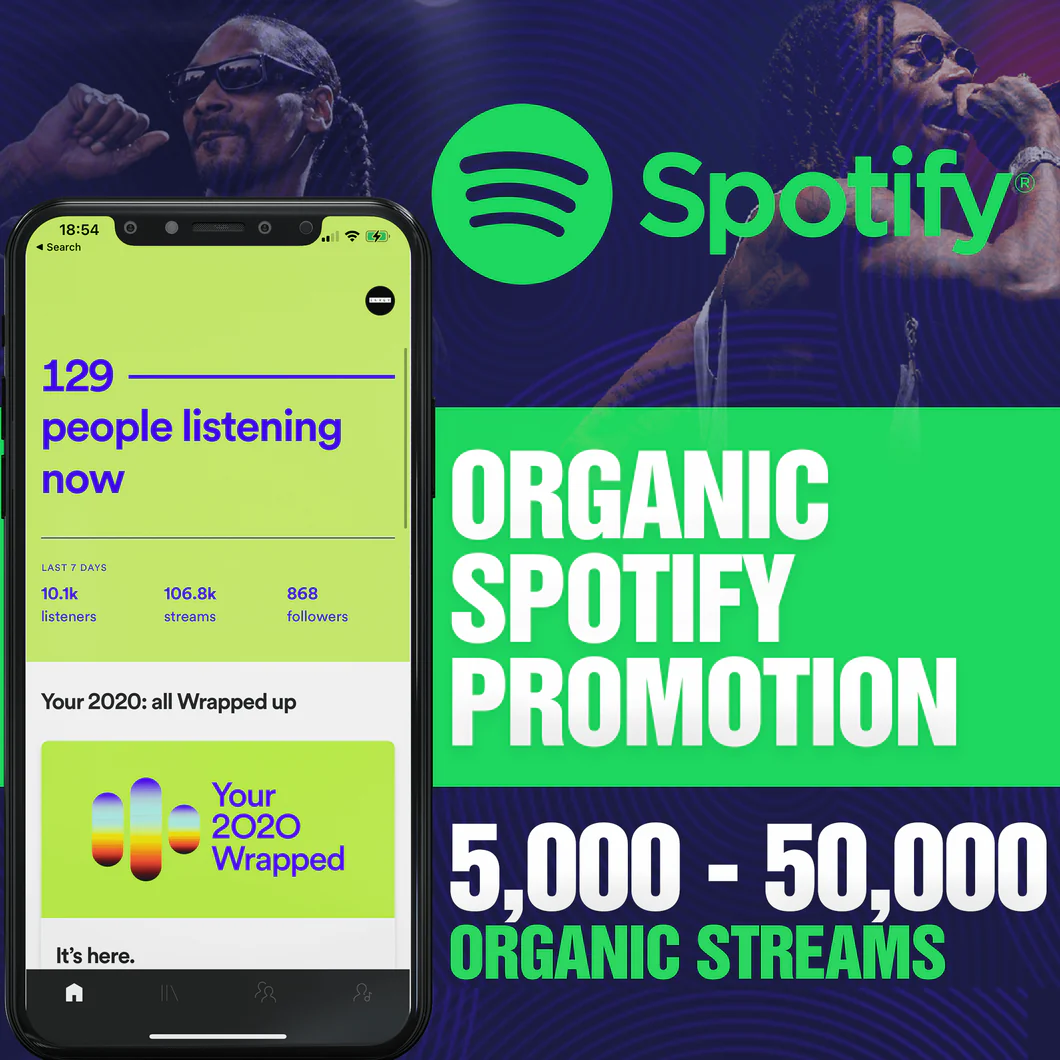 Spotify®
18:54
◀ Search
129
people listening
now
LAST 7 DAYS
10.1k 106.8k 868
listeners streams followers
Your 2020: all Wrapped up
Your
2020
Wrapped
It's here.
ORGANIC
SPOTIFY
PROMOTION
5,000 - 50,000
ORGANIC STREAMS